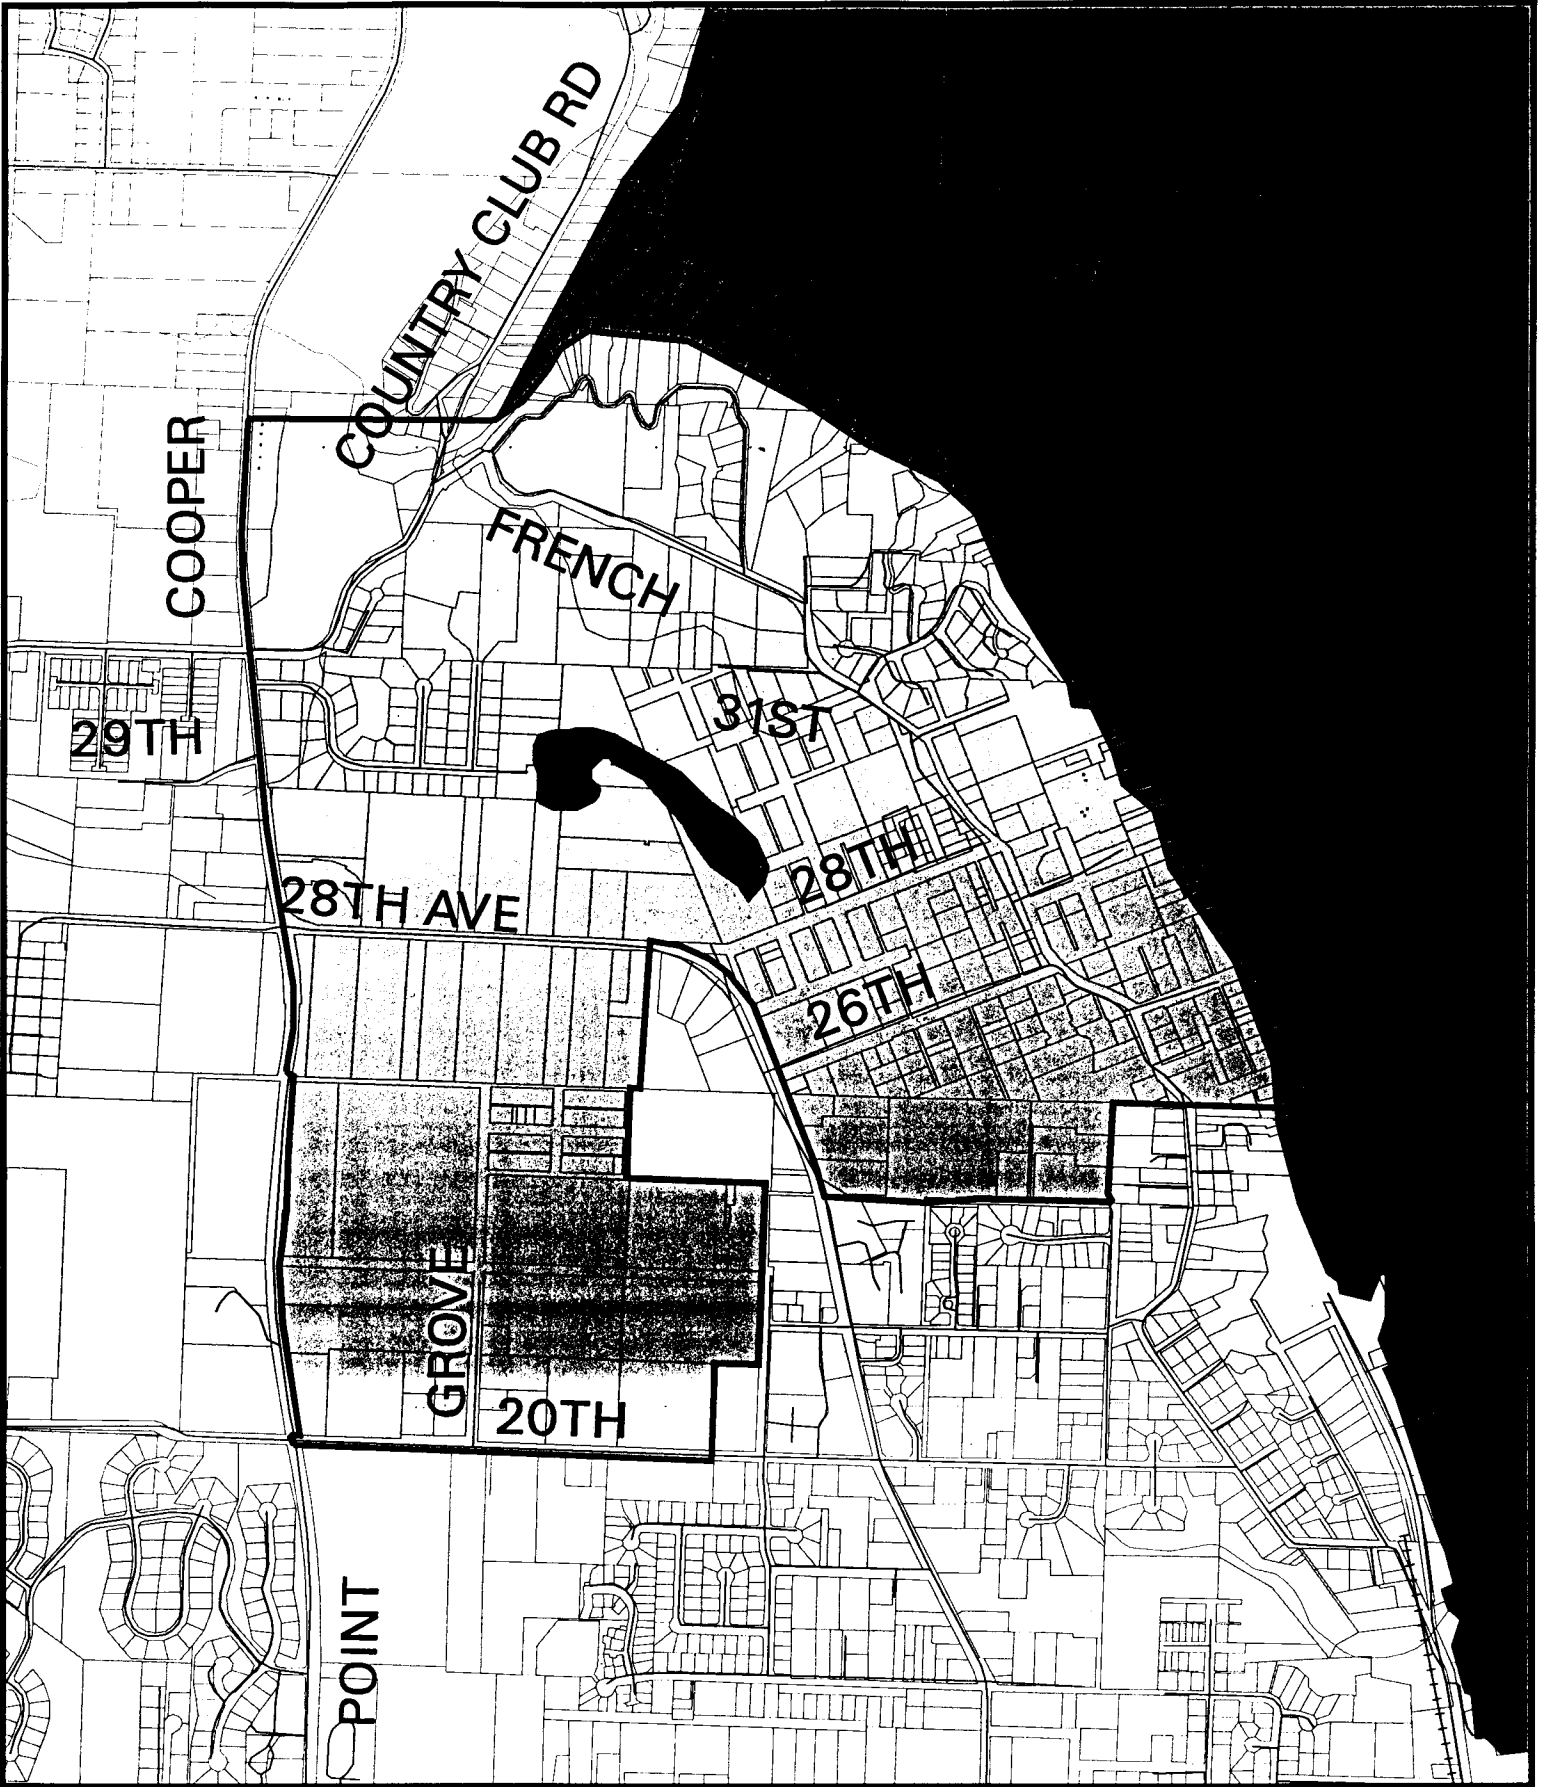 COUNTRY CLUB RD
COOPER
FRENCH
31ST
29TH
28TH
28TH AVE
26TH
GROVE
20TH
POINT